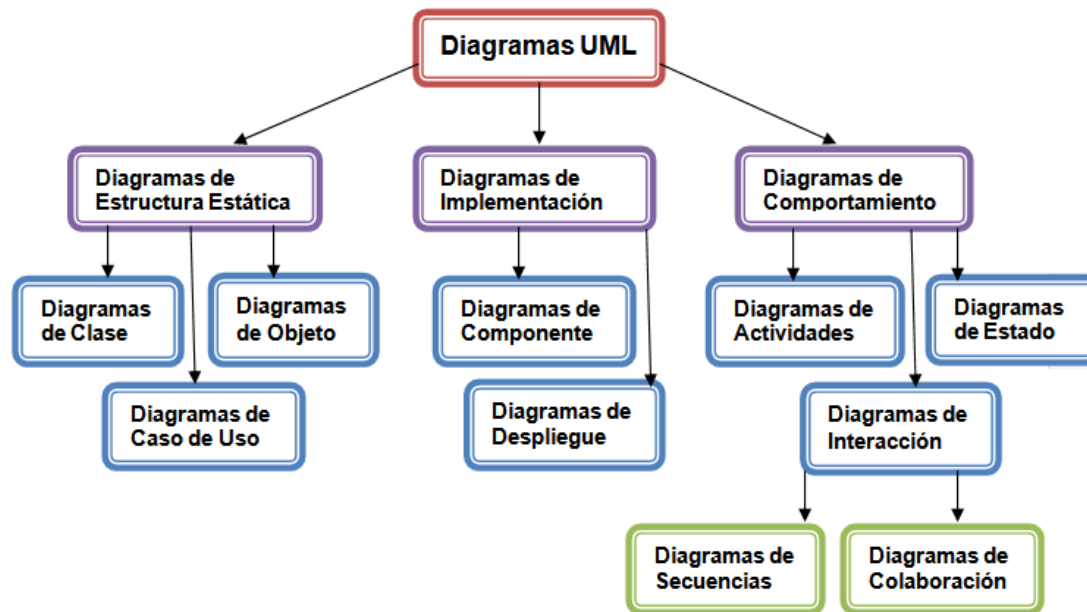 Diagramas UML
Diagramas de
Estructura Estática
Diagramas de
Implementación
Diagramas de
Comportamiento
Diagramas
de Clase
Diagramas
de Objeto
Diagramas de
Componente
Diagramas de
Actividades
Diagramas
de Estado
Diagramas de
Caso de Uso
Diagramas de
Despliegue
Diagramas de
Interacción
Diagramas de
Secuencias
Diagramas de
Colaboración